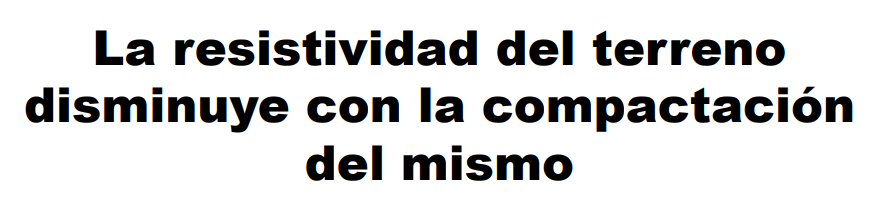 La resistividad del terreno
disminuye con la compactación
del mismo